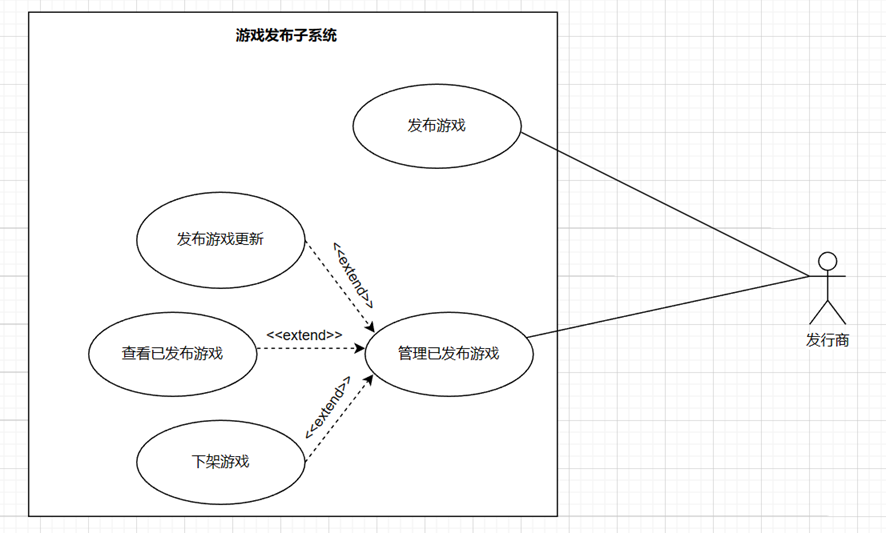 游戏发布子系统
发布游戏
发布游戏更新
<<extend>>
查看已发布游戏
<<extend>>
管理已发布游戏
发行商
<<extend>>
下架游戏